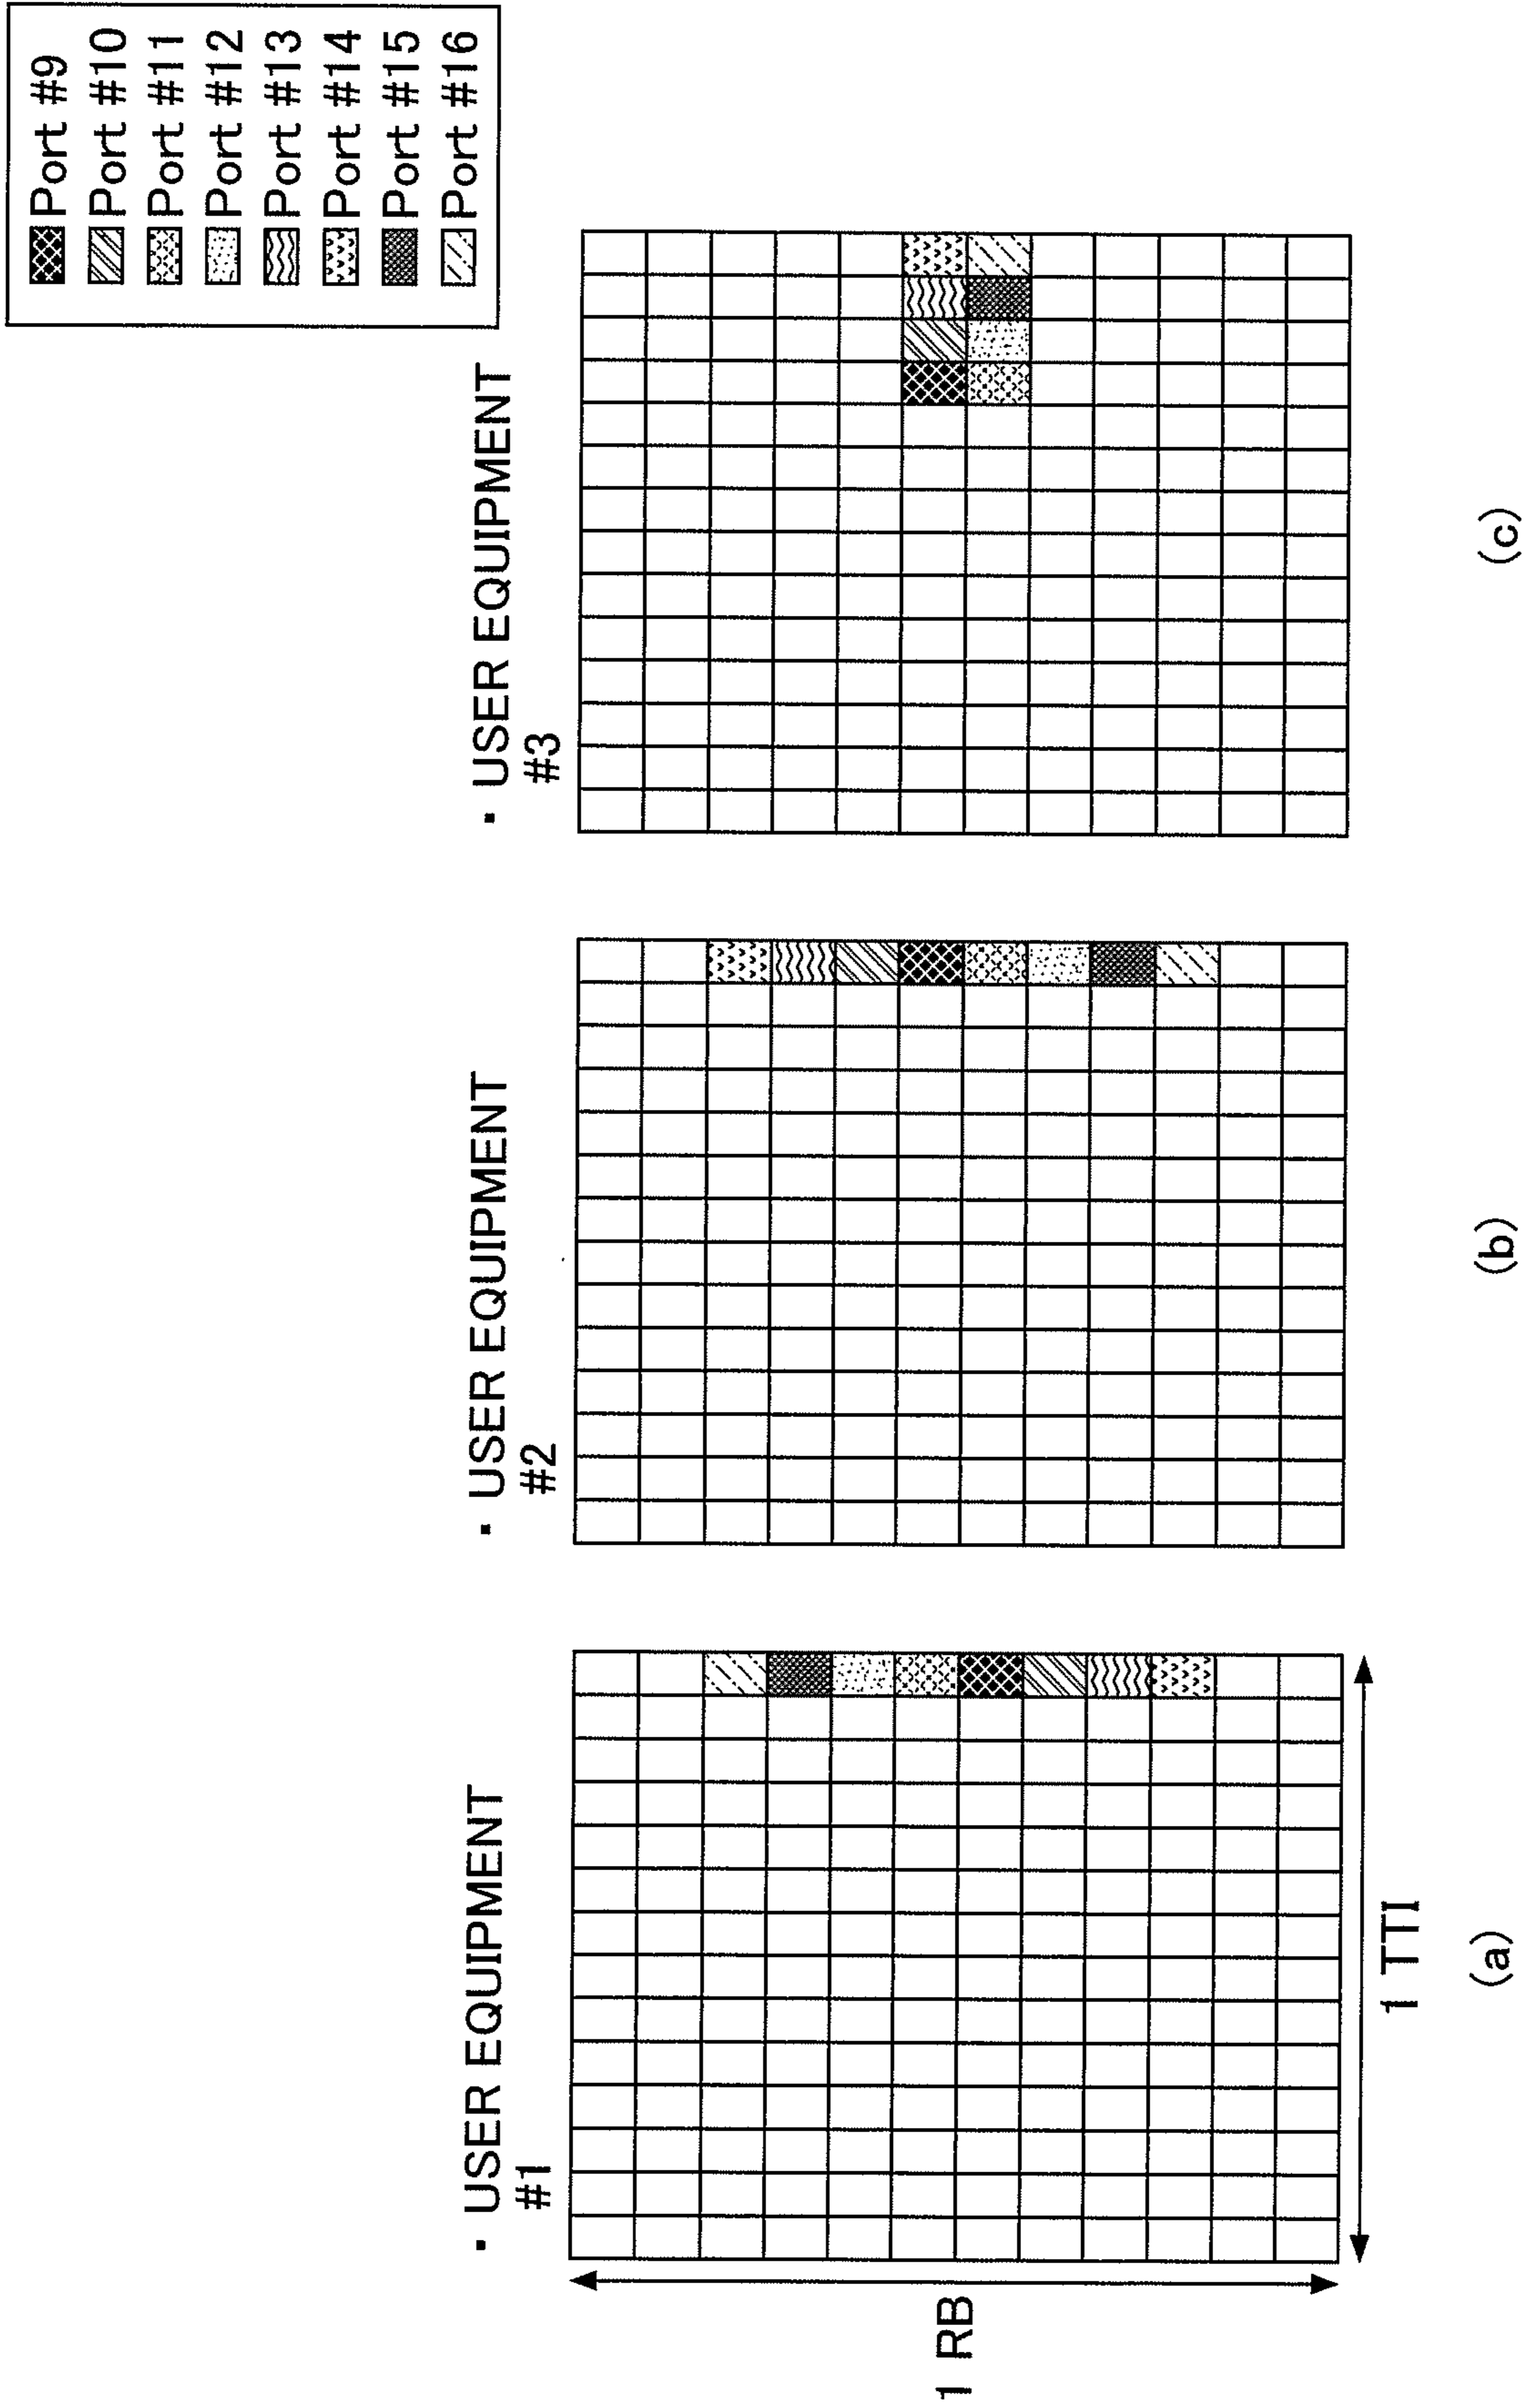 Port #9
Port #10
Port #11
Port #12
Port #13
Port #14
Port #15
Port #16
・USER EQUIPMENT
#1
・USER EQUIPMENT
#2
・USER EQUIPMENT
#3
1 RB
1 TTI
(a)
(b)
(c)